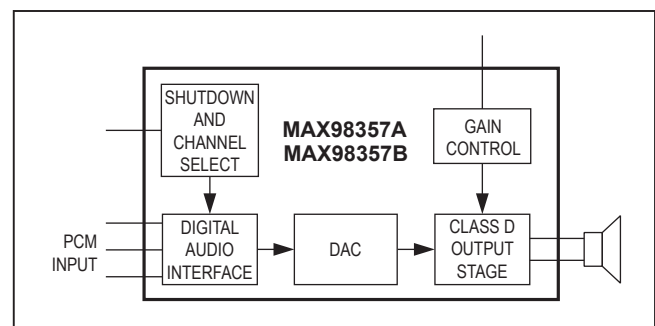 SHUTDOWN
AND
CHANNEL
SELECT
MAX98357A
MAX98357B
GAIN
CONTROL
PCM
INPUT
DIGITAL
AUDIO
INTERFACE
DAC
CLASS D
OUTPUT
STAGE